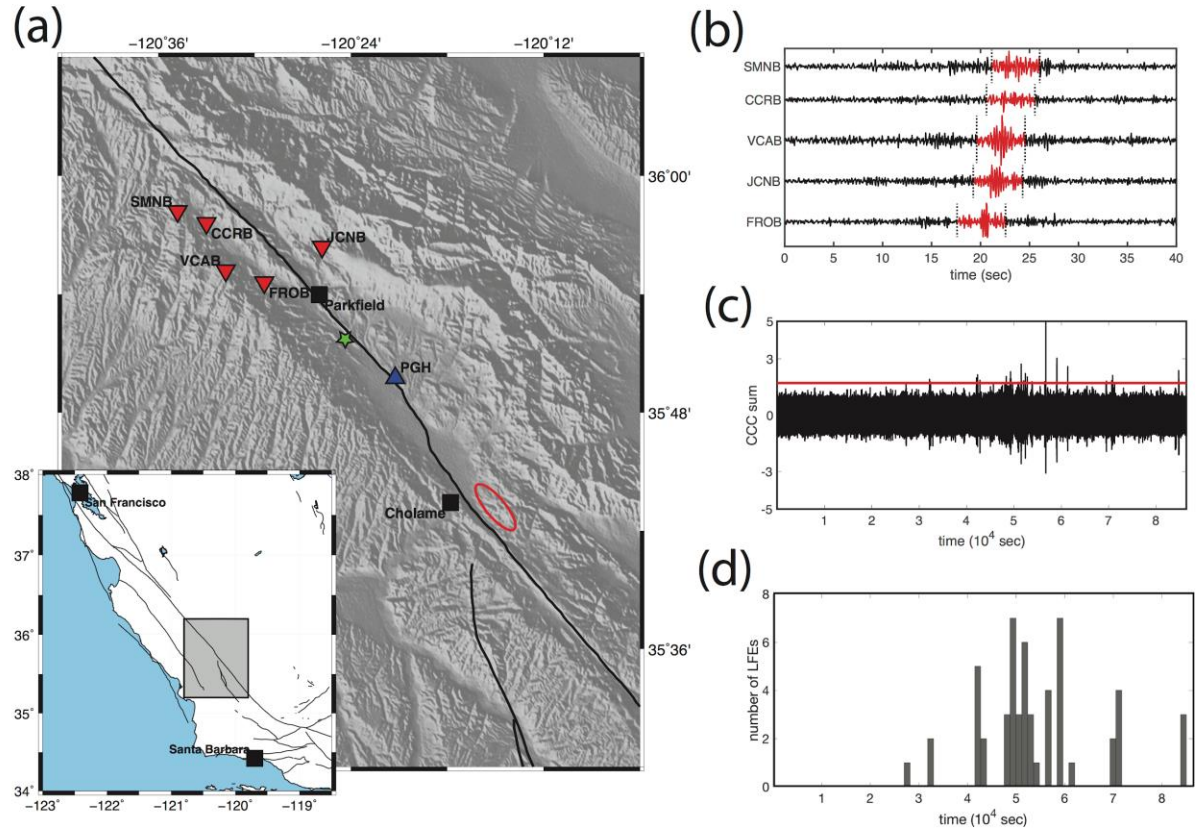 (a)
−120˚36'
−120˚24'
−120˚12'
36˚00'
35˚48'
35˚36'
SMNB
CCRB
JCNB
VCAB
FROB
Parkfield
PGH
Cholame
38˚
37˚
36˚
35˚
34˚
−123˚
−122˚
−121˚
−120˚
−119˚
San Francisco
Santa Barbara
(b)
SMNB
CCRB
VCAB
JCNB
FROB
0 5 10 15 20 25 30 35 40
time (sec)
(c)
5
3
0
-3
-5
CCC sum
1 2 3 4 5 6 7 8
time (10⁴ sec)
(d)
8
6
4
2
0
number of LFEs
1 2 3 4 5 6 7 8
time (10⁴ sec)